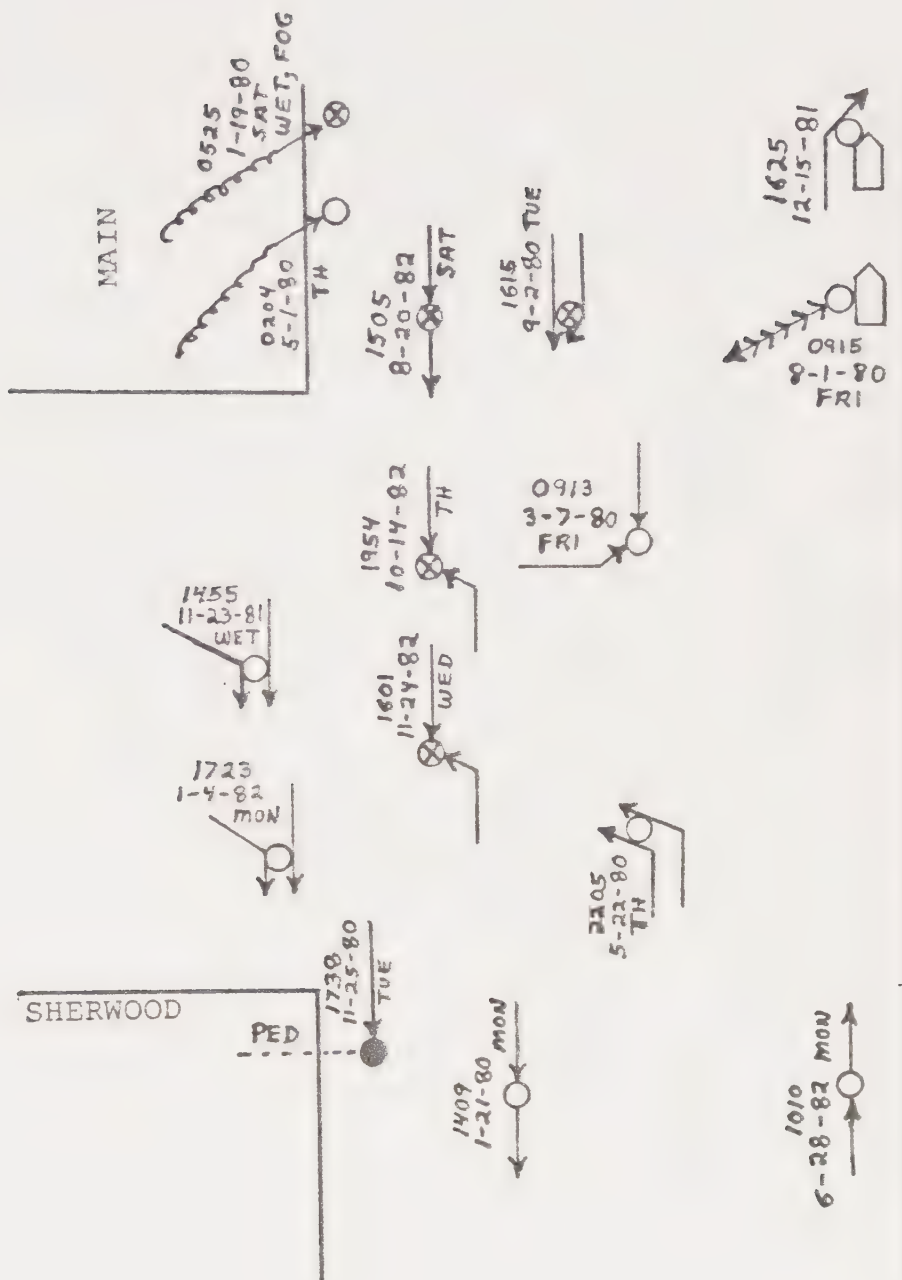 MAIN
0525
1-19-80
SAT
WET, FOG
0204
5-1-80
TH
1505
8-20-82
SAT
1615
9-2-80 TUE
1625
12-15-81
0915
8-1-80
FRI
1954
10-14-82
TH
0913
3-7-80
FRI
1455
11-23-81
WET
1801
11-24-82
WED
1723
1-4-82
MON
2205
5-22-80
TH
SHERWOOD
PED
1738
11-25-80
TUE
1409
1-21-80 MON
1010
6-28-82 MON